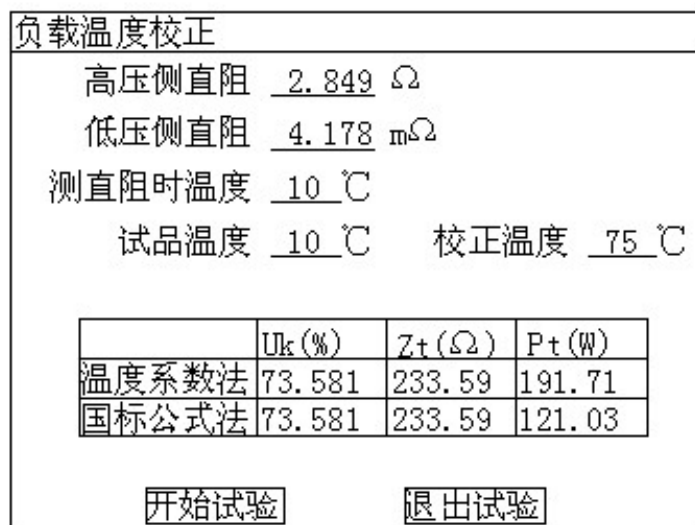 负载温度校正
高压侧直阻 2.849 Ω
低压侧直阻 4.178 mΩ
测直阻时温度 10 ℃
试品温度 10 ℃ 校正温度 75 ℃
Uk(%) Zt(Ω) Pt(W)
温度系数法 73.581 233.59 191.71
国标公式法 73.581 233.59 121.03
开始试验 退出试验